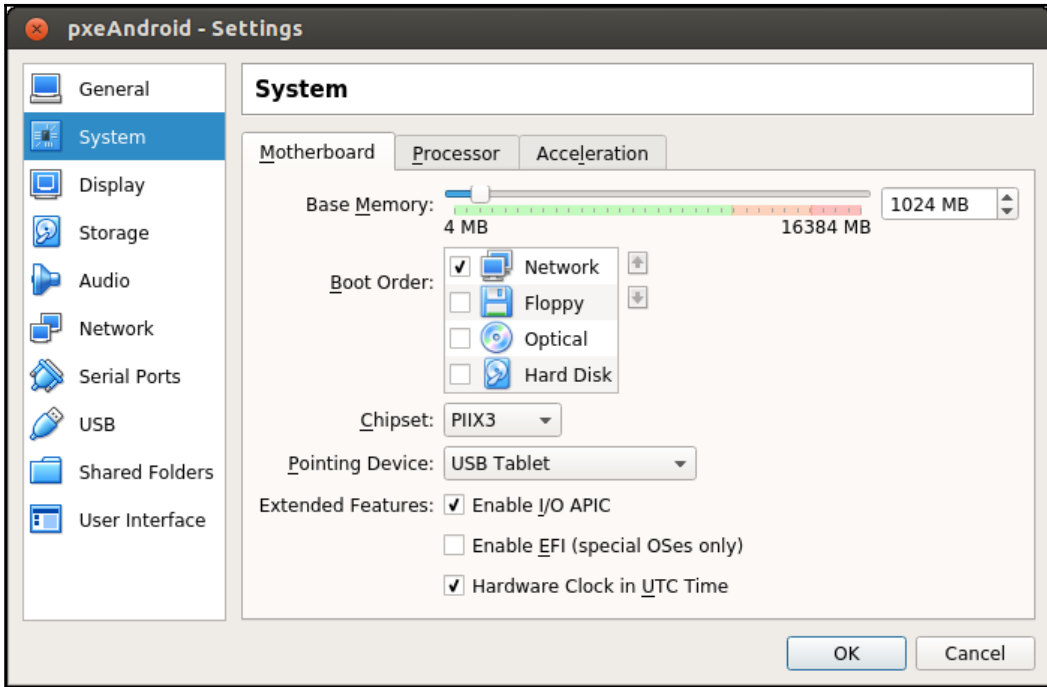 pxeAndroid - Settings
General
System
Display
Storage
Audio
Network
Serial Ports
USB
Shared Folders
User Interface
System
Motherboard Processor Acceleration
Base Memory: 1024 MB
4 MB 16384 MB
Boot Order: Network
Floppy
Optical
Hard Disk
Chipset: PIIX3
Pointing Device: USB Tablet
Extended Features: Enable I/O APIC
Enable EFI (special OSes only)
Hardware Clock in UTC Time
OK Cancel